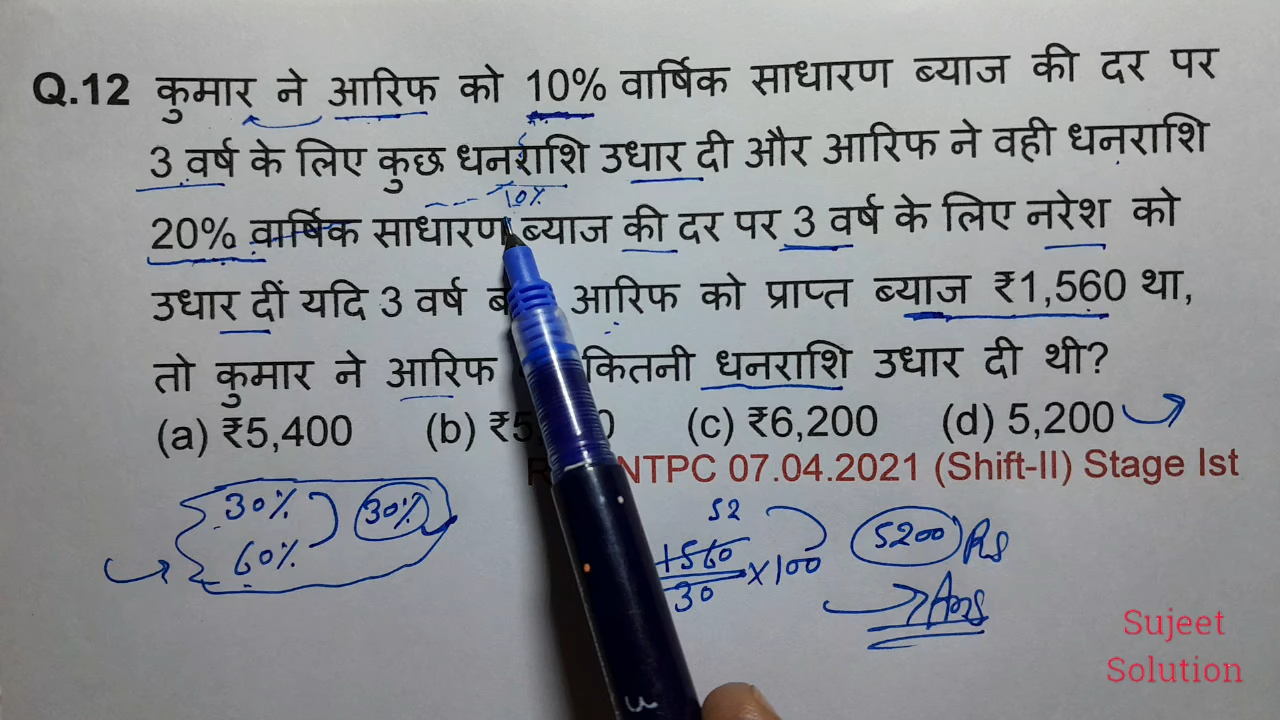 Q.12 कुमार ने आरिफ को 10% वार्षिक साधारण ब्याज की दर पर
3 वर्ष के लिए कुछ धनराशि उधार दी और आरिफ ने वही धनराशि
10%
20% वार्षिक साधारण ब्याज की दर पर 3 वर्ष के लिए नरेश को
उधार दीं यदि 3 वर्ष आरिफ को प्राप्त ब्याज ₹1,560 था,
तो कुमार ने आरिफ कितनी धनराशि उधार दी थी?
(a) ₹5,400 (b) (c) ₹6,200 (d) 5,200
NTPC 07.04.2021 (Shift-II) Stage Ist
30% 30%
60%
52
1560
30 ×100 5200 Rs
Ans
Sujeet
Solution